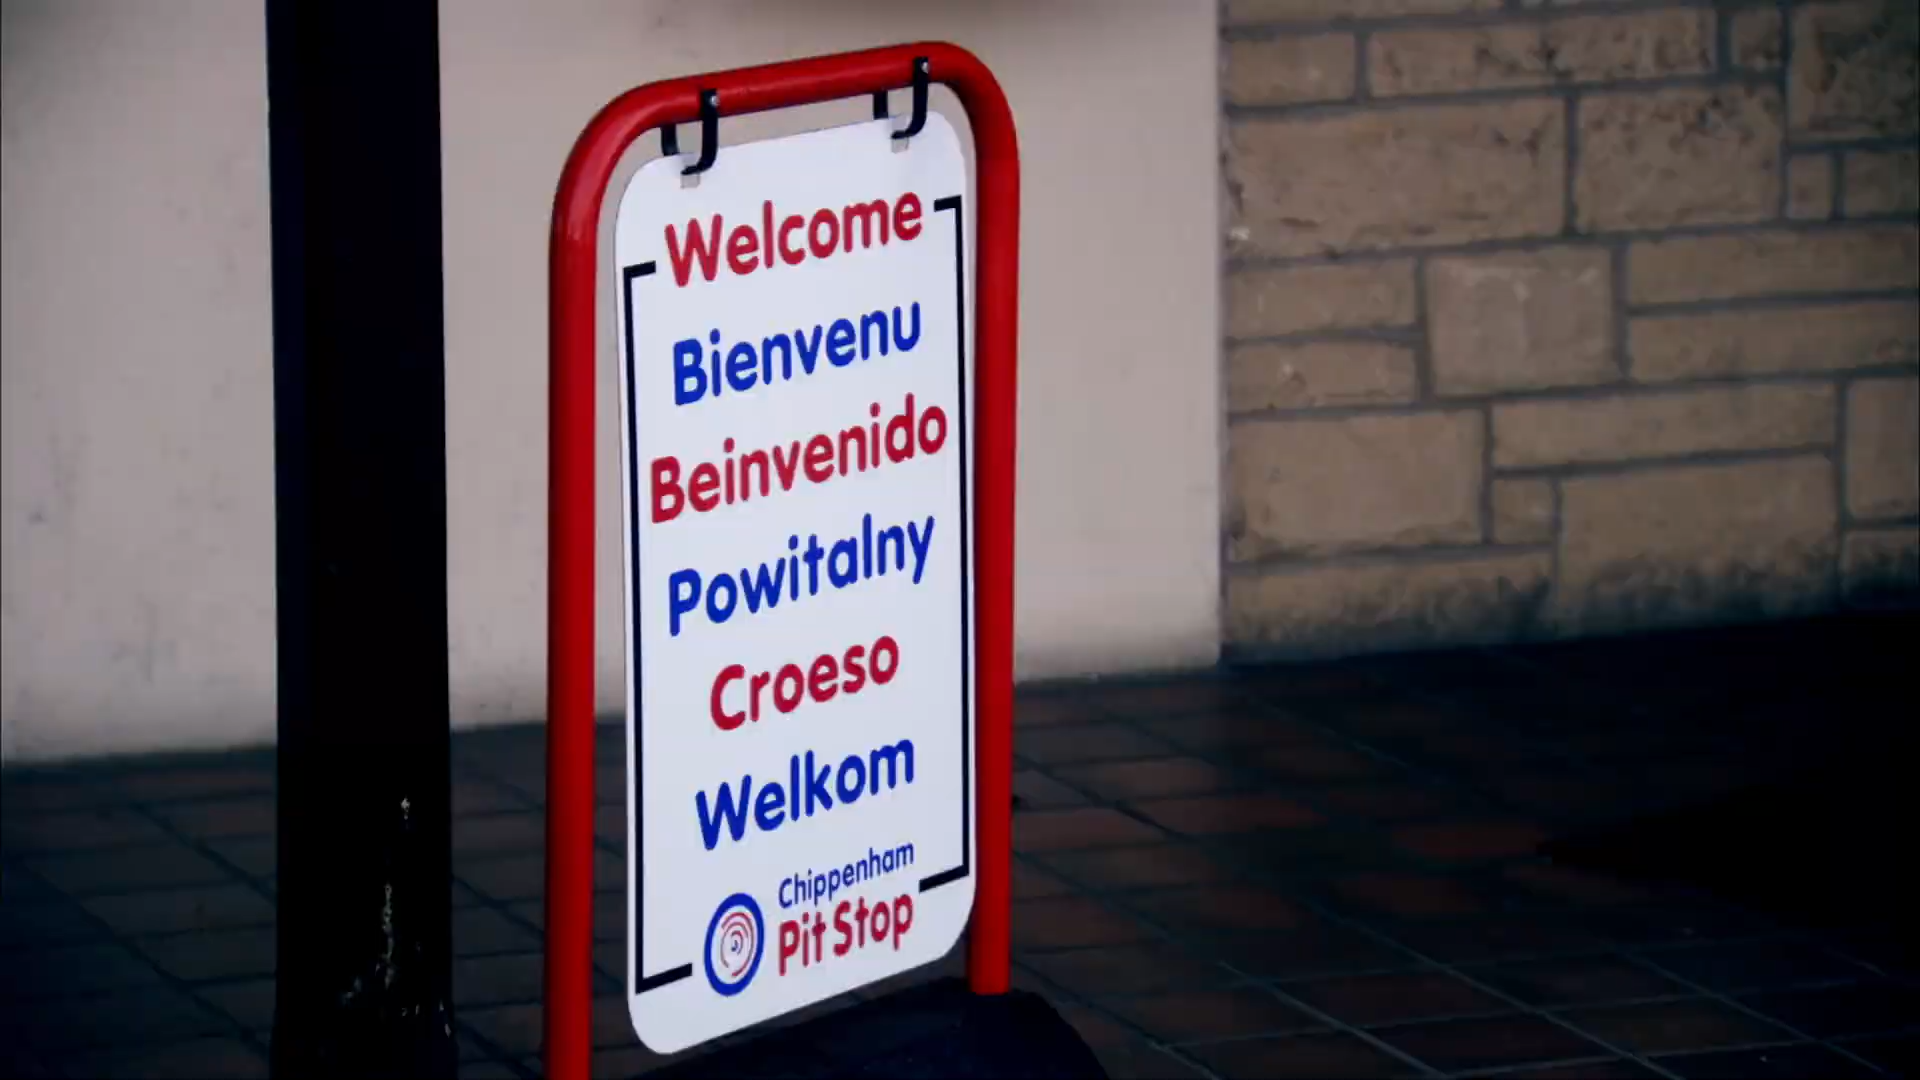 Welcome
Bienvenu
Beinvenido
Powitalny
Croeso
Welkom
Chippenham
Pit Stop